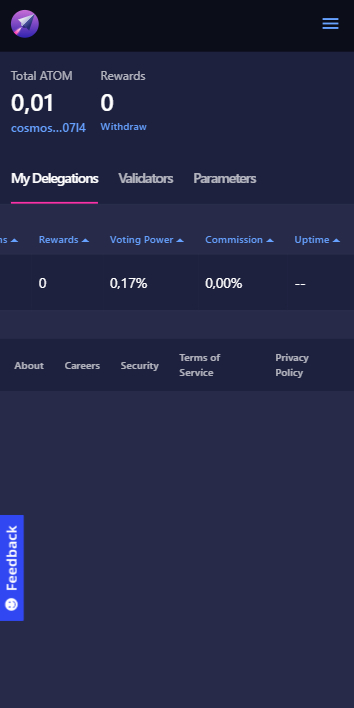 Total ATOM
Rewards
0,01
0
cosmos...07l4
Withdraw
My Delegations Validators Parameters
ns Rewards Voting Power Commission Uptime
0 0,17% 0,00% --
About Careers Security Terms of Service Privacy Policy
Feedback